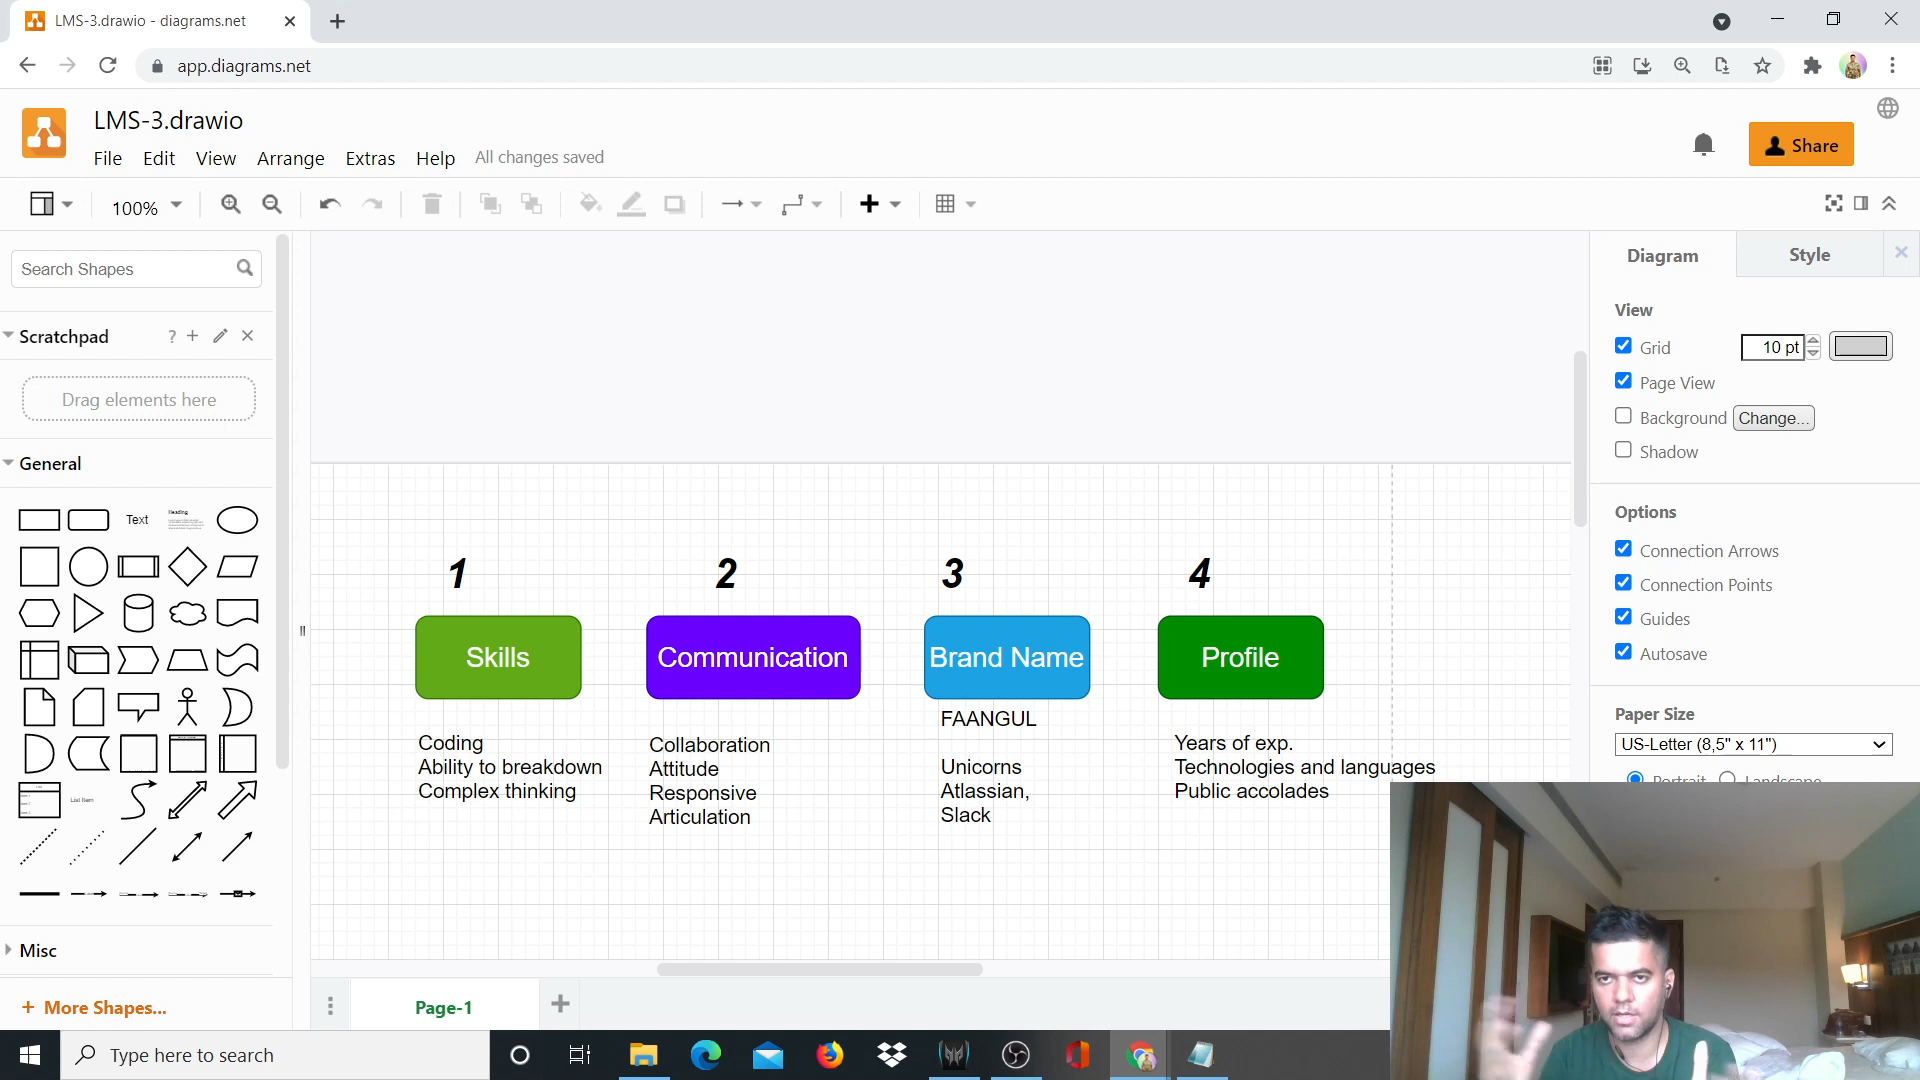 LMS-3.drawio - diagrams.net
app.diagrams.net
LMS-3.drawio
File Edit View Arrange Extras Help All changes saved
Share
100%
Search Shapes
Scratchpad
?
Drag elements here
General
Text
Heading
List Item
Misc
+ More Shapes...
1 2 3 4
Skills Communication Brand Name Profile
Coding
Ability to breakdown
Complex thinking
Collaboration
Attitude
Responsive
Articulation
FAANGUL
Unicorns
Atlassian,
Slack
Years of exp.
Technologies and languages
Public accolades
Page-1
Diagram Style
View
Grid 10 pt
Page View
Background Change...
Shadow
Options
Connection Arrows
Connection Points
Guides
Autosave
Paper Size
US-Letter (8,5" x 11")
Portrait Landscape
Type here to search